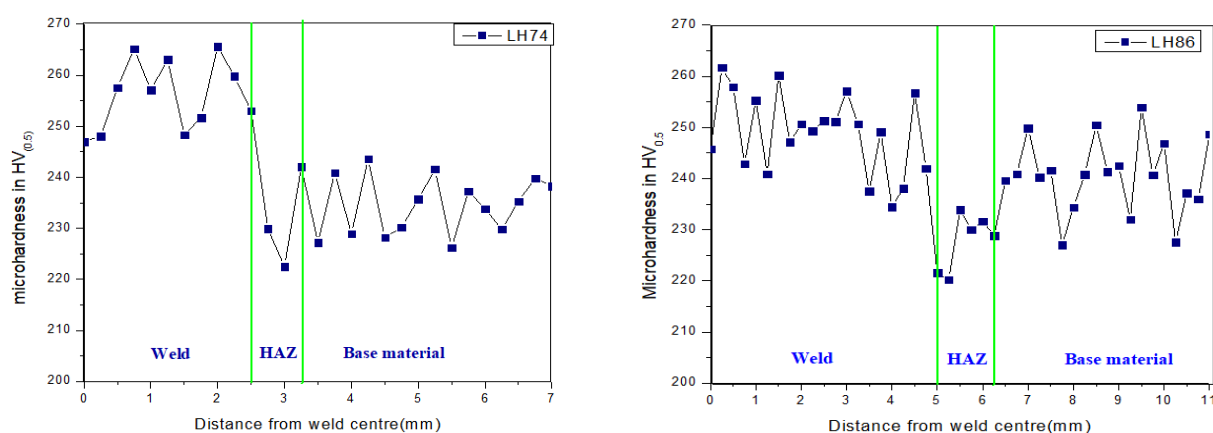 270
260
250
240
230
220
210
200
microhardness in HV(0.5)
LH74
Weld
HAZ
Base material
0 1 2 3 4 5 6 7
Distance from weld centre(mm)
270
260
250
240
230
220
210
200
Microhardness in HV0.5
LH86
Weld
HAZ
Base material
0 1 2 3 4 5 6 7 8 9 10 11
Distance from weld centre(mm)